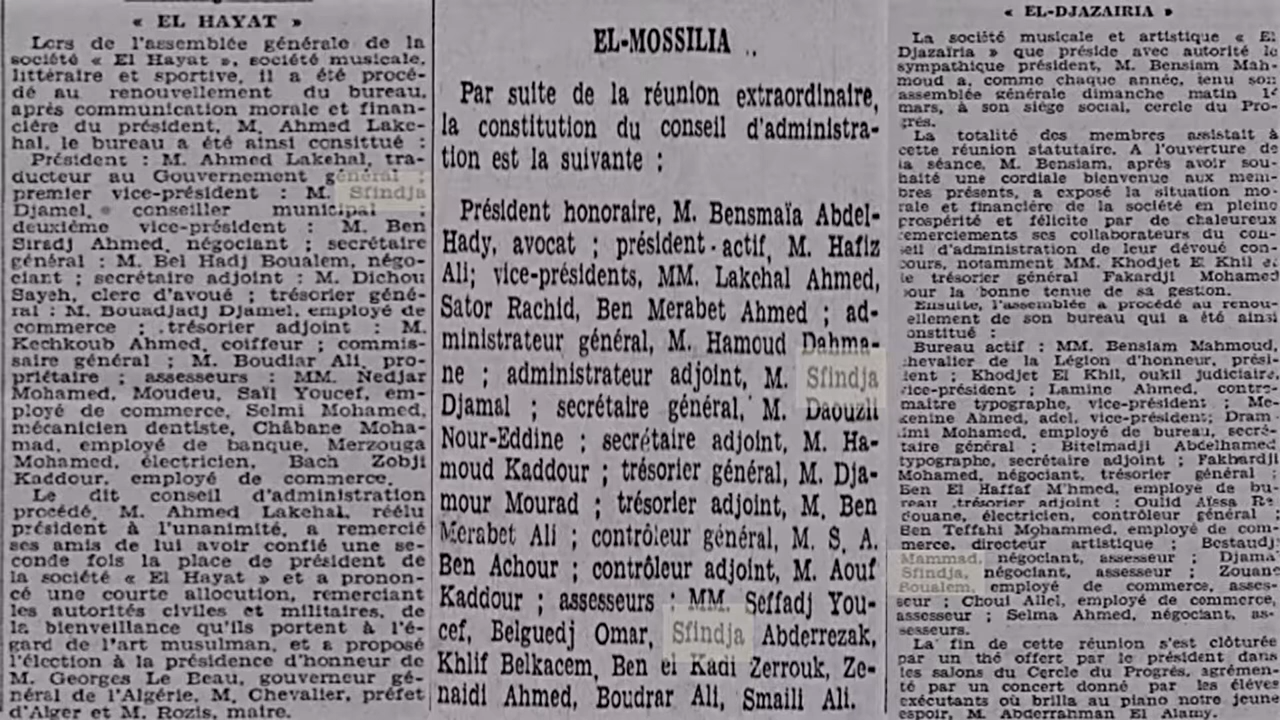 « EL HAYAT »
Lors de l'assemblée générale de la
société « El Hayat », société musicale,
littéraire et sportive, il a été procé-
dé au renouvellement du bureau,
après communication morale et finan-
cière du président, M. Ahmed Lake-
hal, le bureau a été ainsi consittué :
Président : M. Ahmed Lakehal, tra-
ducteur au Gouvernement général ;
premier vice-président : M. Sfindja
Djamel, conseiller municipal ;
deuxième vice-président : M. Ben
Siradj Ahmed, négociant ; secrétaire
général : M. Bel Hadj Boualem, négo-
ciant ; secrétaire adjoint : M. Dichou
Sayeh, clerc d'avoué ; trésorier géné-
ral : M. Bouadjadj Djamel, employé de
commerce ; trésorier adjoint : M.
Kechkoub Ahmed, coiffeur ; commis-
saire général ; M. Boudiar Ali, pro-
priétaire ; assesseurs : MM. Nedjar
Mohamed, Moudeu, Saïl Youcef, em-
ployé de commerce, Selmi Mohamed,
mécanicien dentiste, Châbane Moha-
mad, employé de banque, Merzouga
Mohamed, électricien, Bach Zobji
Kaddour, employé de commerce.
Le dit conseil d'administration
procédé, M. Ahmed Lakehal, réélu
président à l'unanimité, a remercié
ses amis de lui avoir confié une se-
conde fois la place de président de
la société « El Hayat » et a pronon-
cé une courte allocution, remerciant
les autorités civiles et militaires, de
la bienveillance qu'ils portent à l'é-
gard de l'art musulman, et a proposé
l'élection à la présidence d'honneur de
M. Georges Le Beau, gouverneur gé-
néral de l'Algérie, M. Chevalier, préfet
d'Alger et M. Rozis, maire.
EL-MOSSILIA
Par suite de la réunion extraordinaire,
la constitution du conseil d'administra-
tion est la suivante :
Président honoraire, M. Bensmaïa Abdel-
Hady, avocat ; président actif, M. Hafiz
Ali; vice-présidents, MM. Lakehal Ahmed,
Sator Rachid, Ben Merabet Ahmed ; ad-
ministrateur général, M. Hamoud Dahma-
ne ; administrateur adjoint, M. Sfindja
Djamal ; secrétaire général, M. Daouzli
Nour-Eddine ; secrétaire adjoint, M. Ha-
moud Kaddour ; trésorier général, M. Dja-
mour Mourad ; trésorier adjoint, M. Ben
Merabet Ali ; contrôleur général, M. S. A.
Ben Achour ; contrôleur adjoint, M. Aouf
Kaddour ; assesseurs : MM. Seffadj You-
cef, Belguedj Omar, Sfindja Abderrezak,
Khlif Belkacem, Ben el Kadi Zerrouk, Ze-
naidi Ahmed, Boudrar Ali, Smaili Ali.
« EL-DJAZAIRIA »
La société musicale et artistique « El
Djazaïria » que préside avec autorité le
sympathique président, M. Bensiam Mah-
moud a, comme chaque année, tenu son
assemblée générale dimanche matin
mars, à son siège social, cercle du Pro-
grès.
La totalité des membres assistait à
cette réunion statutaire. A l'ouverture de
la séance, M. Bensiam, après avoir sou-
haité une cordiale bienvenue aux mem-
bres présents, a exposé la situation mo-
rale et financière de la société en pleine
prospérité et félicite par de chaleureux
remerciements ses collaborateurs du con-
seil d'administration de leur dévoué con-
cours, notamment MM. Khodjet El Khil et
le trésorier général Fakardji Mohamed
pour la bonne tenue de sa gestion.
Ensuite, l'assemblée a procédé au renou-
ellement de son bureau qui a été ainsi
onstitué :
Bureau actif : MM. Bensiam Mahmoud,
chevalier de la Légion d'honneur, prési-
ient ; Khodjet El Khil, oukil judiciaire,
vice-président ; Lamine Ahmed, contre-
maître typographe, vice-président ; Me-
kenine Ahmed, adel, vice-président; Dram-
imi Mohamed, employé de bureau, secré-
taire général ; Bitelmadji Abdelhamed
typographe, secrétaire adjoint ; Fakhardji
Mohamed, négociant, trésorier général ;
Ben El Haffaf M'hmed, employé de bu-
reau trésorier adjoint ; Oulid Aïssa Re-
douane, électricien, contrôleur général ;
Ben Teffahi Mohammed, employé de com-
merce, directeur artistique ; Bestaudji
Mammad, négociant, assesseur ; Djamal
Sfindja, négociant, assesseur ; Zouane
Boualem, employé de commerce, asses-
seur ; Choul Allel, employé de commerce,
assesseur ; Selma Ahmed, négociant, as-
sesseurs.
La fin de cette réunion s'est clôturée
par un thé offert par le président dans
les salons du Cercle du Progrès, agrémen-
té par un concert donné par les élèves
exécutants où brilla au piano notre jeune
espoir, M. Abderrahman El Alamy.